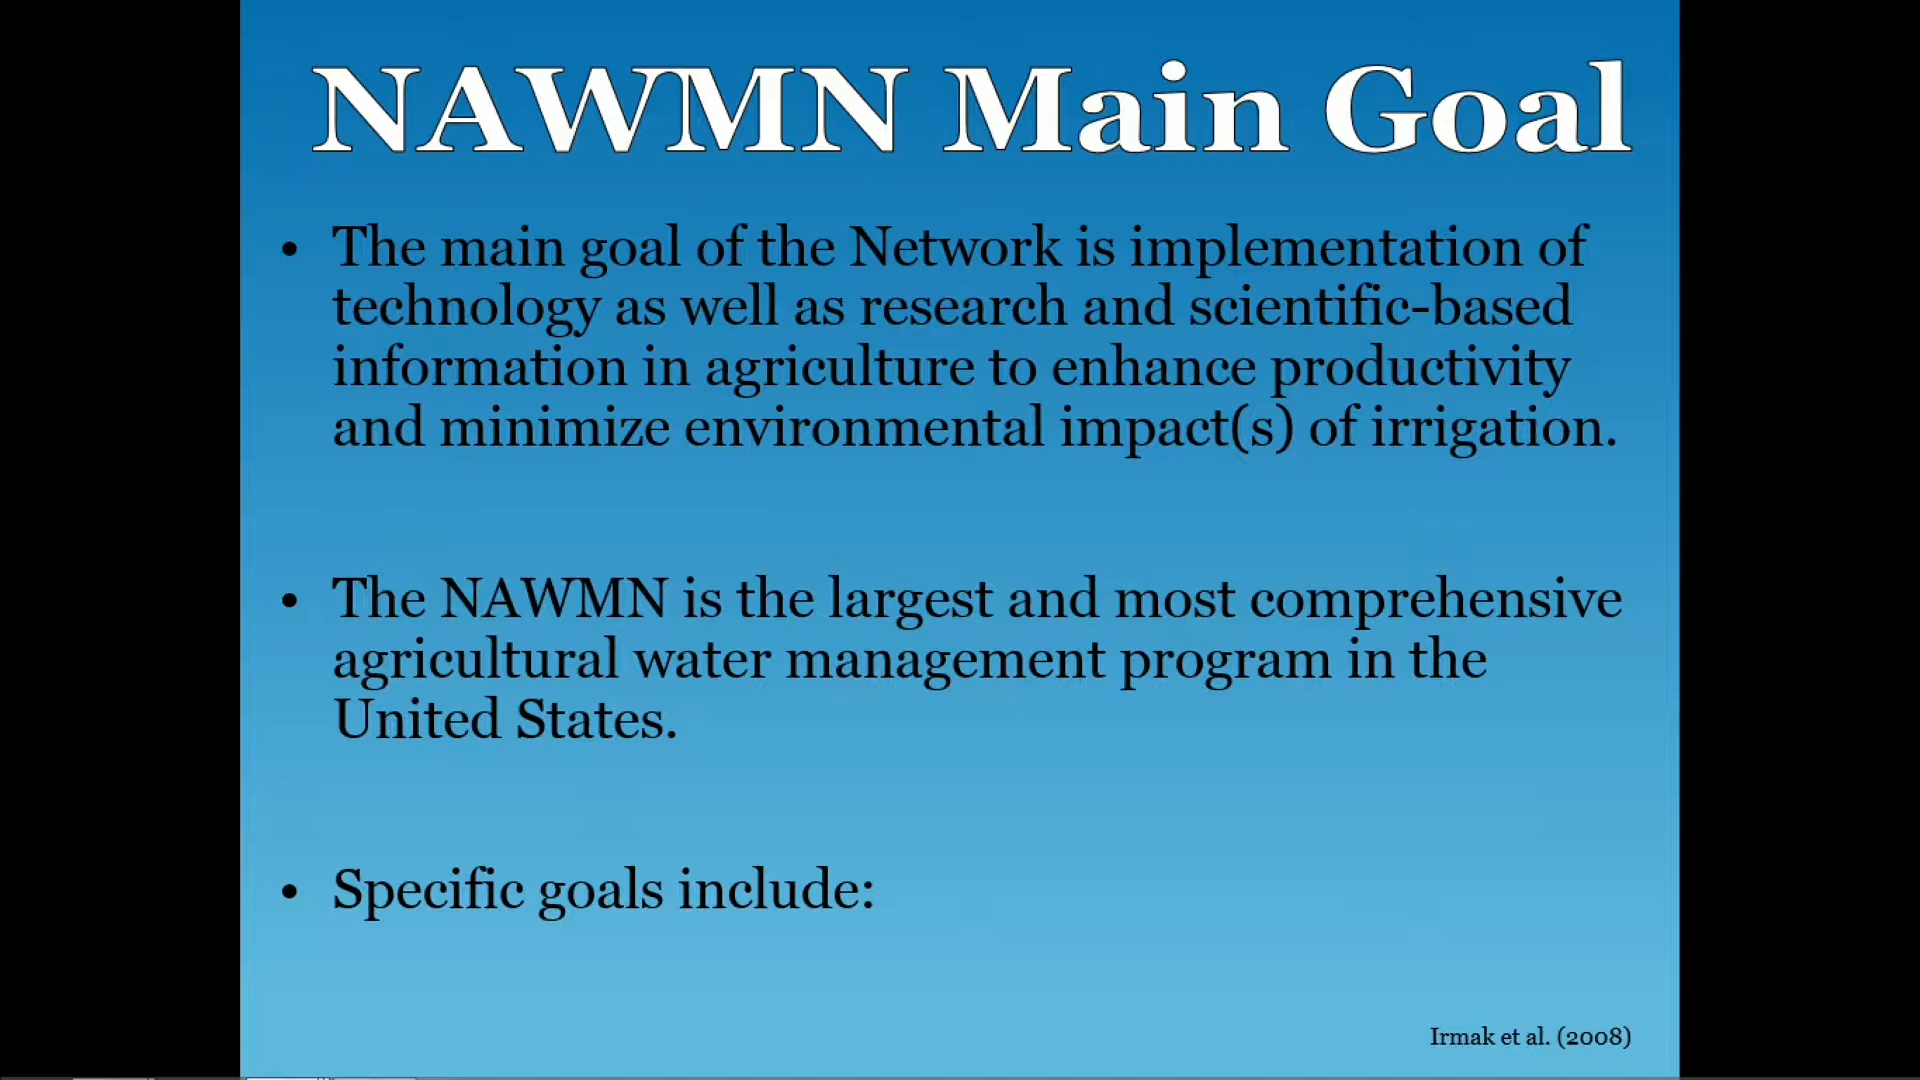 NAWMN Main Goal
• The main goal of the Network is implementation of
technology as well as research and scientific-based
information in agriculture to enhance productivity
and minimize environmental impact(s) of irrigation.
• The NAWMN is the largest and most comprehensive
agricultural water management program in the
United States.
• Specific goals include:
Irmak et al. (2008)